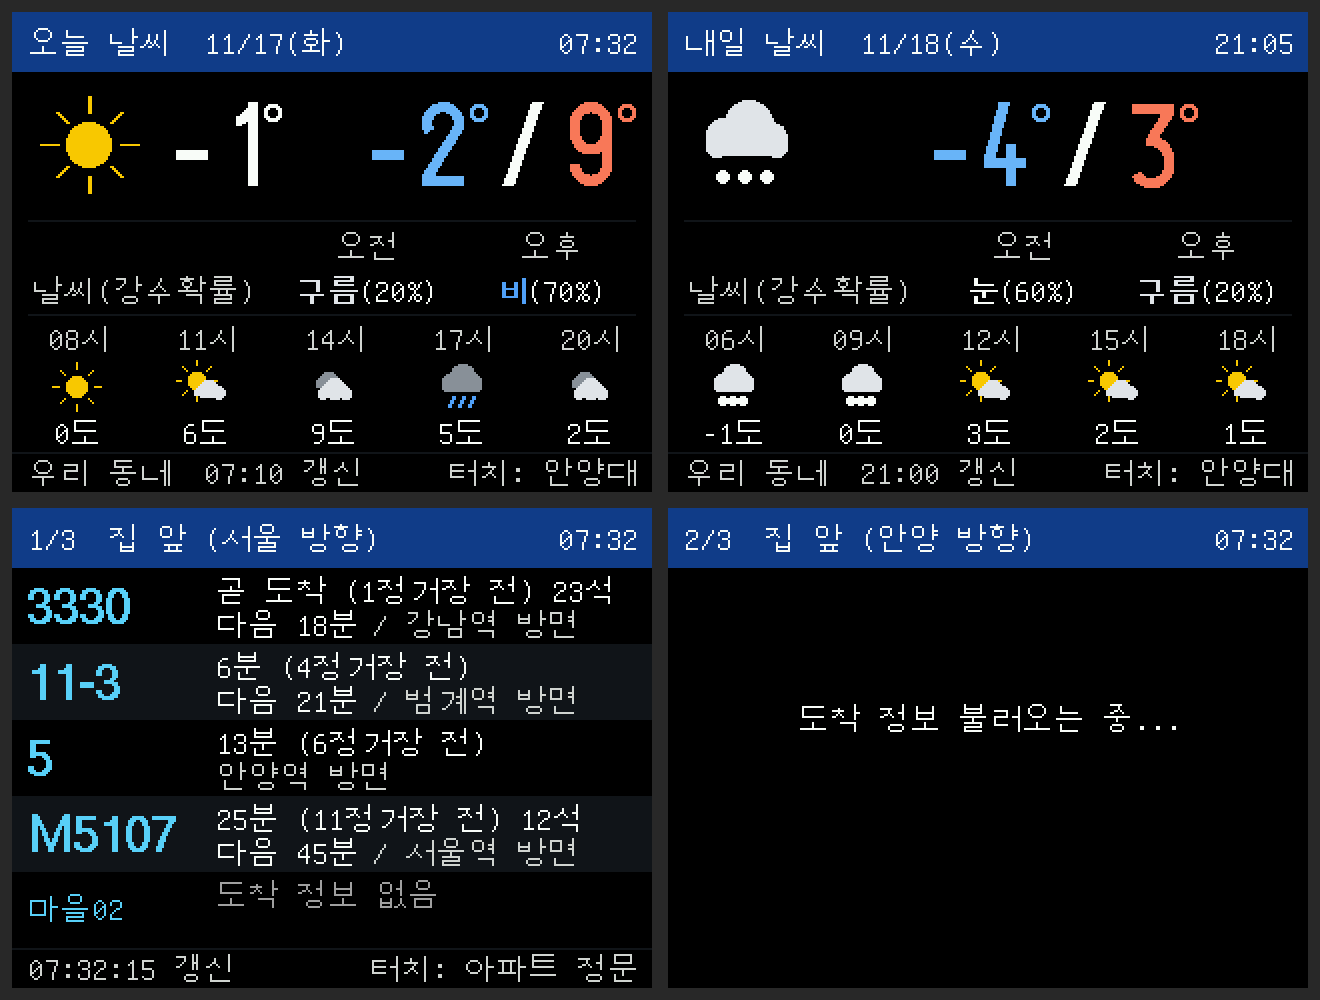 오늘 날씨 11/17(화) 07:32
-1° -2°/9°
오전 오후
날씨(강수확률) 구름(20%) 비(70%)
08시 11시 14시 17시 20시
0도 6도 9도 5도 2도
우리 동네 07:10 갱신 터치: 안양대
내일 날씨 11/18(수) 21:05
-4°/3°
오전 오후
날씨(강수확률) 눈(60%) 구름(20%)
06시 09시 12시 15시 18시
-1도 0도 3도 2도 1도
우리 동네 21:00 갱신 터치: 안양대
1/3 집 앞 (서울 방향) 07:32
3330 곧 도착 (1정거장 전) 23석
다음 18분 / 강남역 방면
11-3 6분 (4정거장 전)
다음 21분 / 범계역 방면
5 13분 (6정거장 전)
안양역 방면
M5107 25분 (11정거장 전) 12석
다음 45분 / 서울역 방면
마을02 도착 정보 없음
07:32:15 갱신 터치: 아파트 정문
2/3 집 앞 (안양 방향) 07:32
도착 정보 불러오는 중...